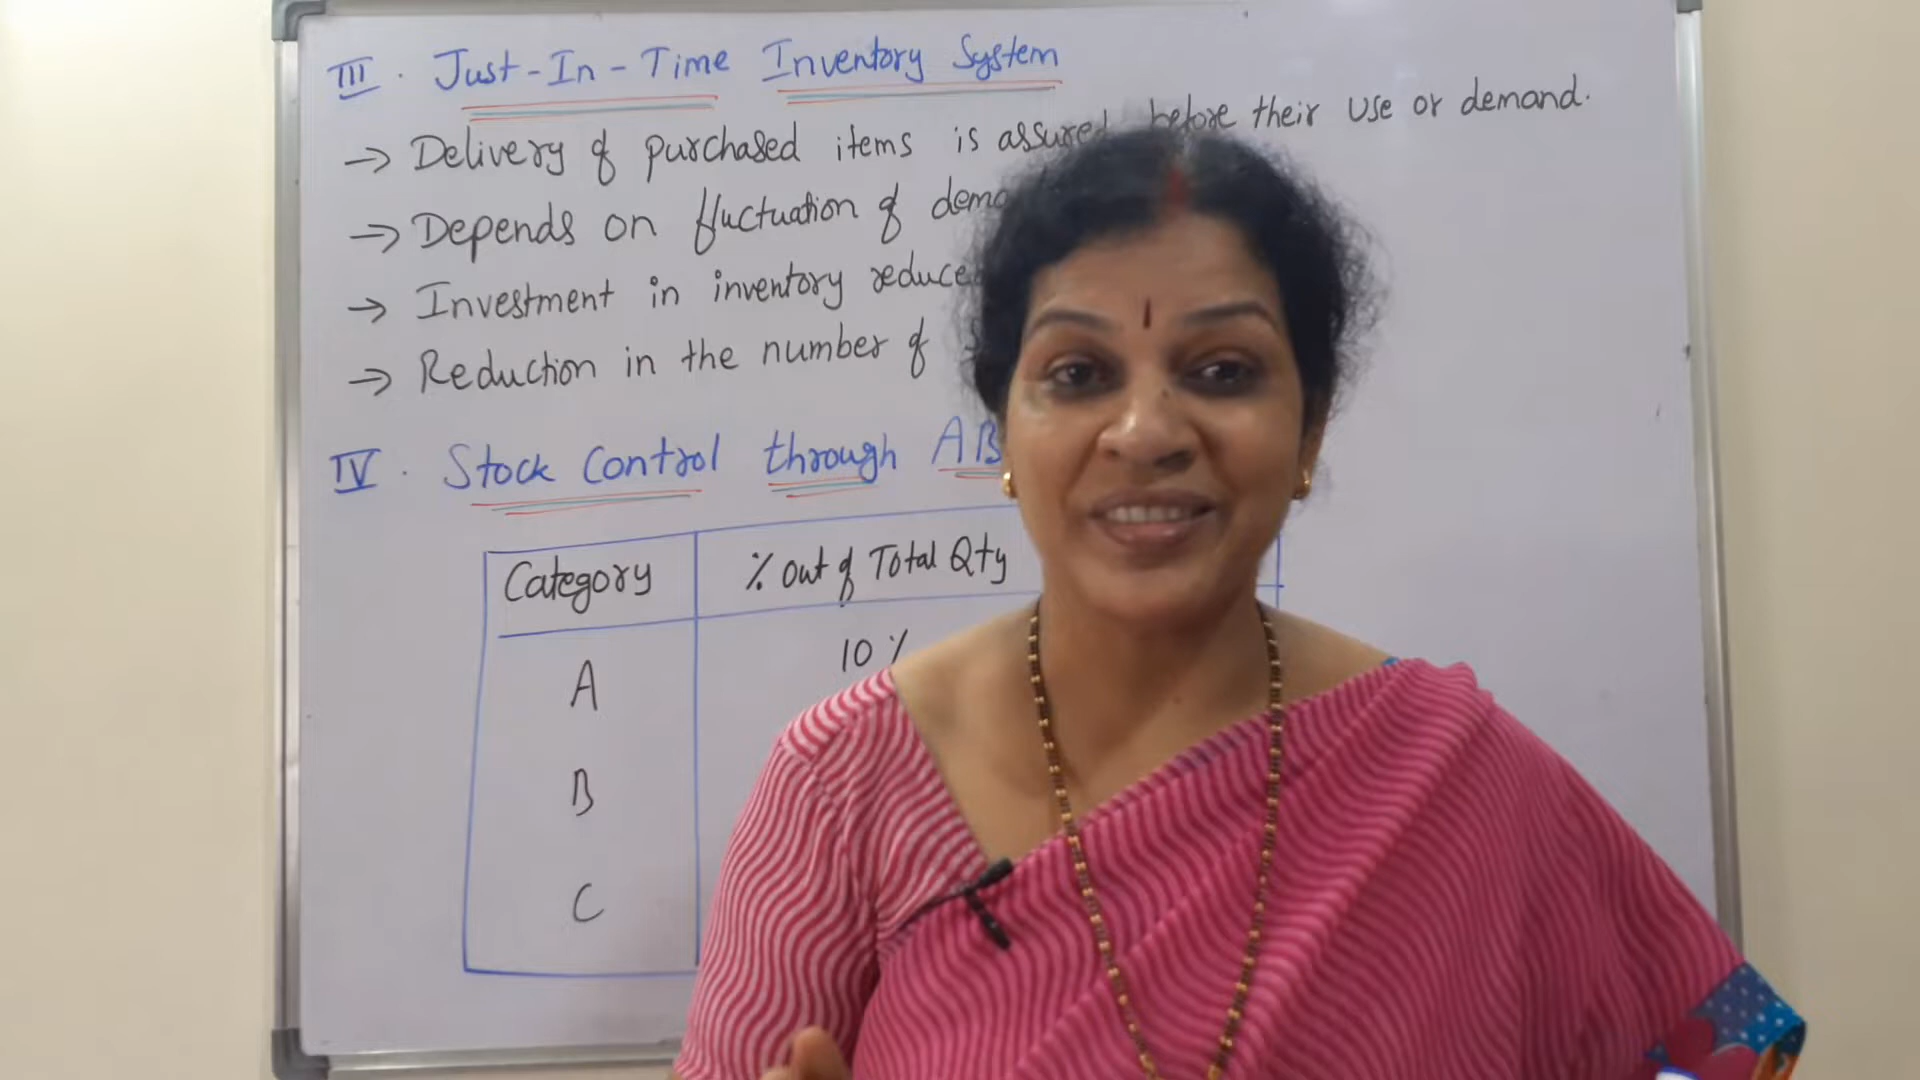 III. Just-In-Time Inventory System
→ Delivery of purchased items is assured before their use or demand.
→ Depends on fluctuation of
→ Investment in inventory
→ Reduction in the number of
IV. Stock Control through
Category % out of Total Qty
A 10%
B
C